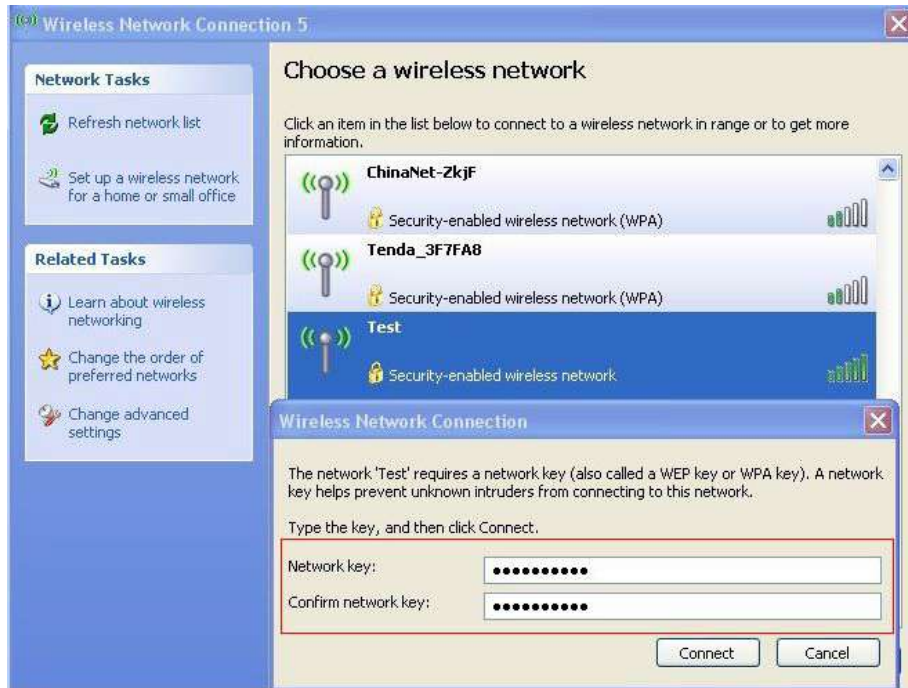 Wireless Network Connection 5
Network Tasks
Refresh network list
Set up a wireless network
for a home or small office
Related Tasks
Learn about wireless
networking
Change the order of
preferred networks
Change advanced
settings
Choose a wireless network
Click an item in the list below to connect to a wireless network in range or to get more
information.
ChinaNet-ZkjF
Security-enabled wireless network (WPA)
Tenda_3F7FA8
Security-enabled wireless network (WPA)
Test
Security-enabled wireless network
Wireless Network Connection
The network 'Test' requires a network key (also called a WEP key or WPA key). A network
key helps prevent unknown intruders from connecting to this network.
Type the key, and then click Connect.
Network key: ••••••••••
Confirm network key: ••••••••••
Connect Cancel